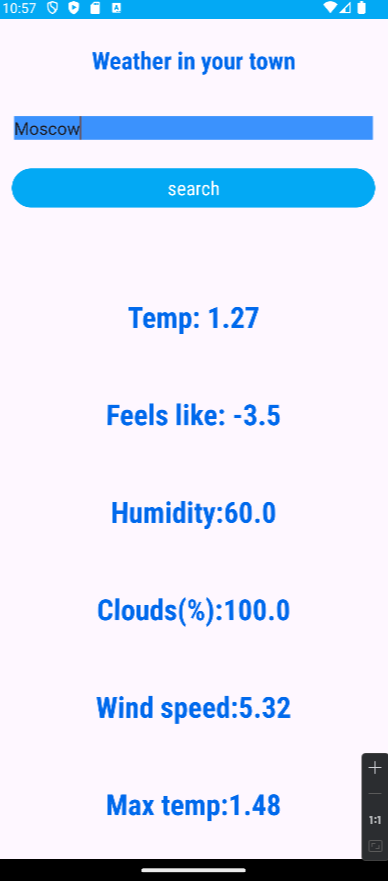 10:57
Weather in your town
Moscow
search
Temp: 1.27
Feels like: -3.5
Humidity:60.0
Clouds(%):100.0
Wind speed:5.32
Max temp:1.48
1:1